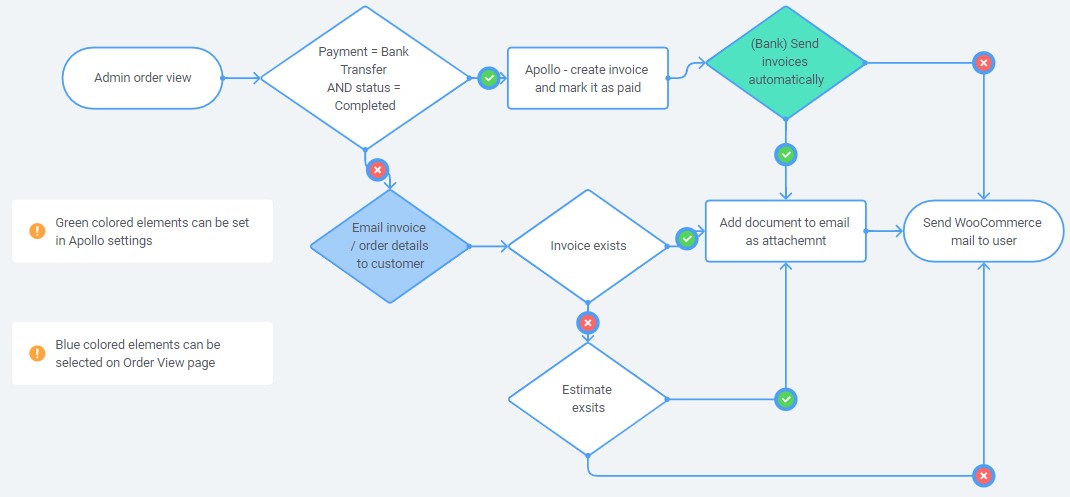 Admin order view
Payment = Bank
Transfer
AND status =
Completed
Apollo - create invoice
and mark it as paid
(Bank) Send
invoices
automatically
Green colored elements can be set
in Apollo settings
Email invoice
/ order details
to customer
Invoice exists
Add document to email
as attachemnt
Send WooCommerce
mail to user
Blue colored elements can be
selected on Order View page
Estimate
exsits